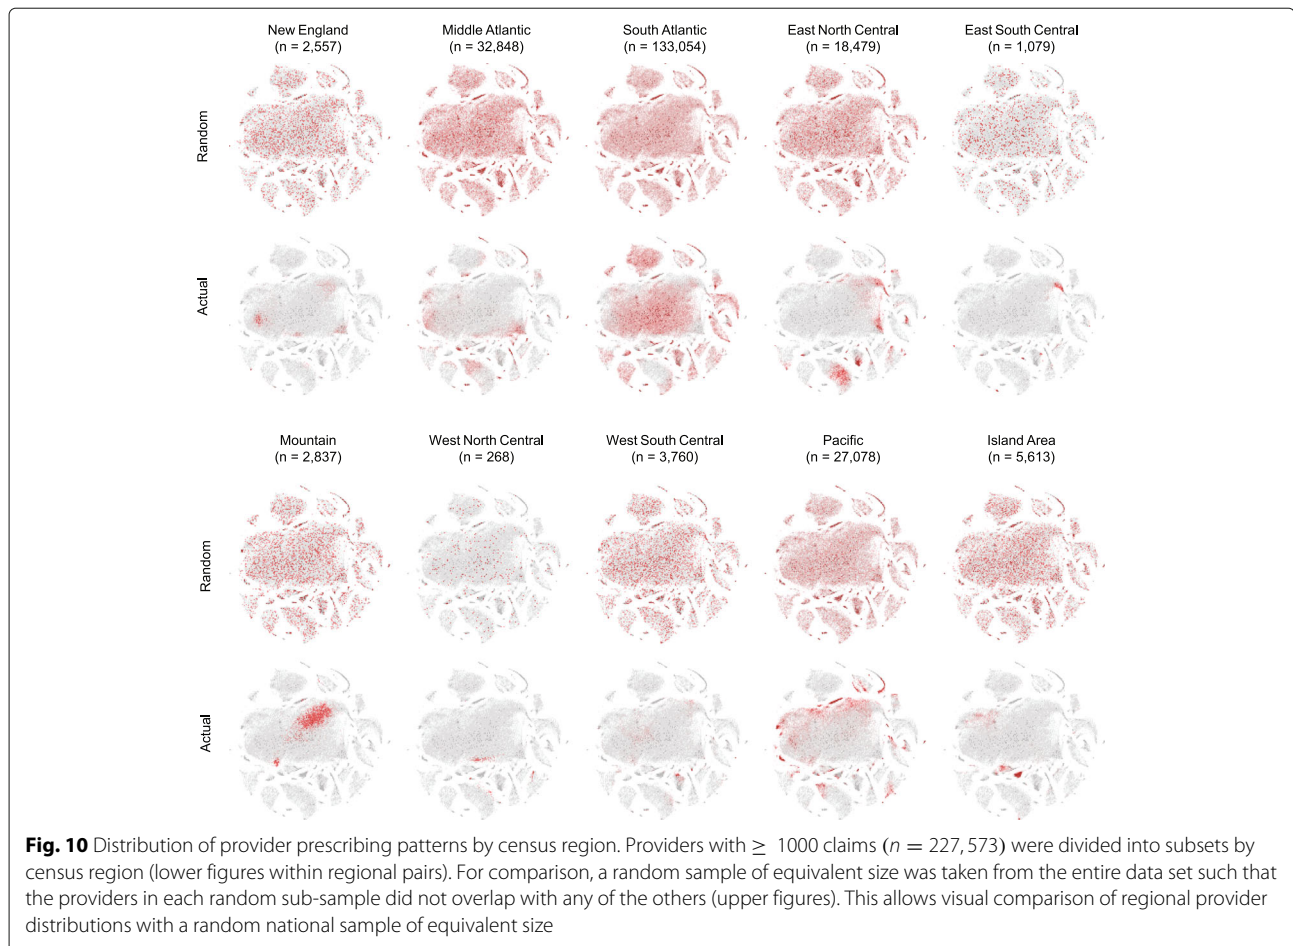 New England
(n = 2,557)
Middle Atlantic
(n = 32,848)
South Atlantic
(n = 133,054)
East North Central
(n = 18,479)
East South Central
(n = 1,079)
Random
Actual
Mountain
(n = 2,837)
West North Central
(n = 268)
West South Central
(n = 3,760)
Pacific
(n = 27,078)
Island Area
(n = 5,613)
Random
Actual
Fig. 10 Distribution of provider prescribing patterns by census region. Providers with ≥ 1000 claims (n = 227, 573) were divided into subsets by
census region (lower figures within regional pairs). For comparison, a random sample of equivalent size was taken from the entire data set such that
the providers in each random sub-sample did not overlap with any of the others (upper figures). This allows visual comparison of regional provider
distributions with a random national sample of equivalent size